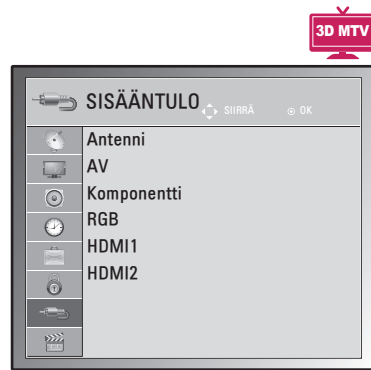 3D MTV
SISÄÄNTULO SIIRRÄ OK
Antenni
AV
Komponentti
RGB
HDMI1
HDMI2